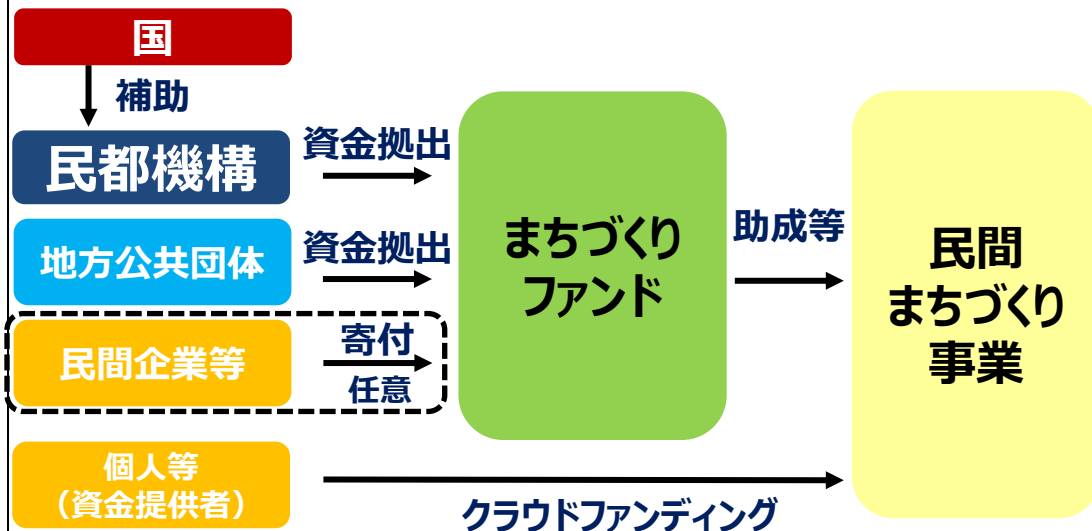 国
補助
民都機構
資金拠出
地方公共団体
資金拠出
民間企業等
寄付
任意
個人等
（資金提供者）
まちづくり
ファンド
助成等
クラウドファンディング
民間
まちづくり
事業